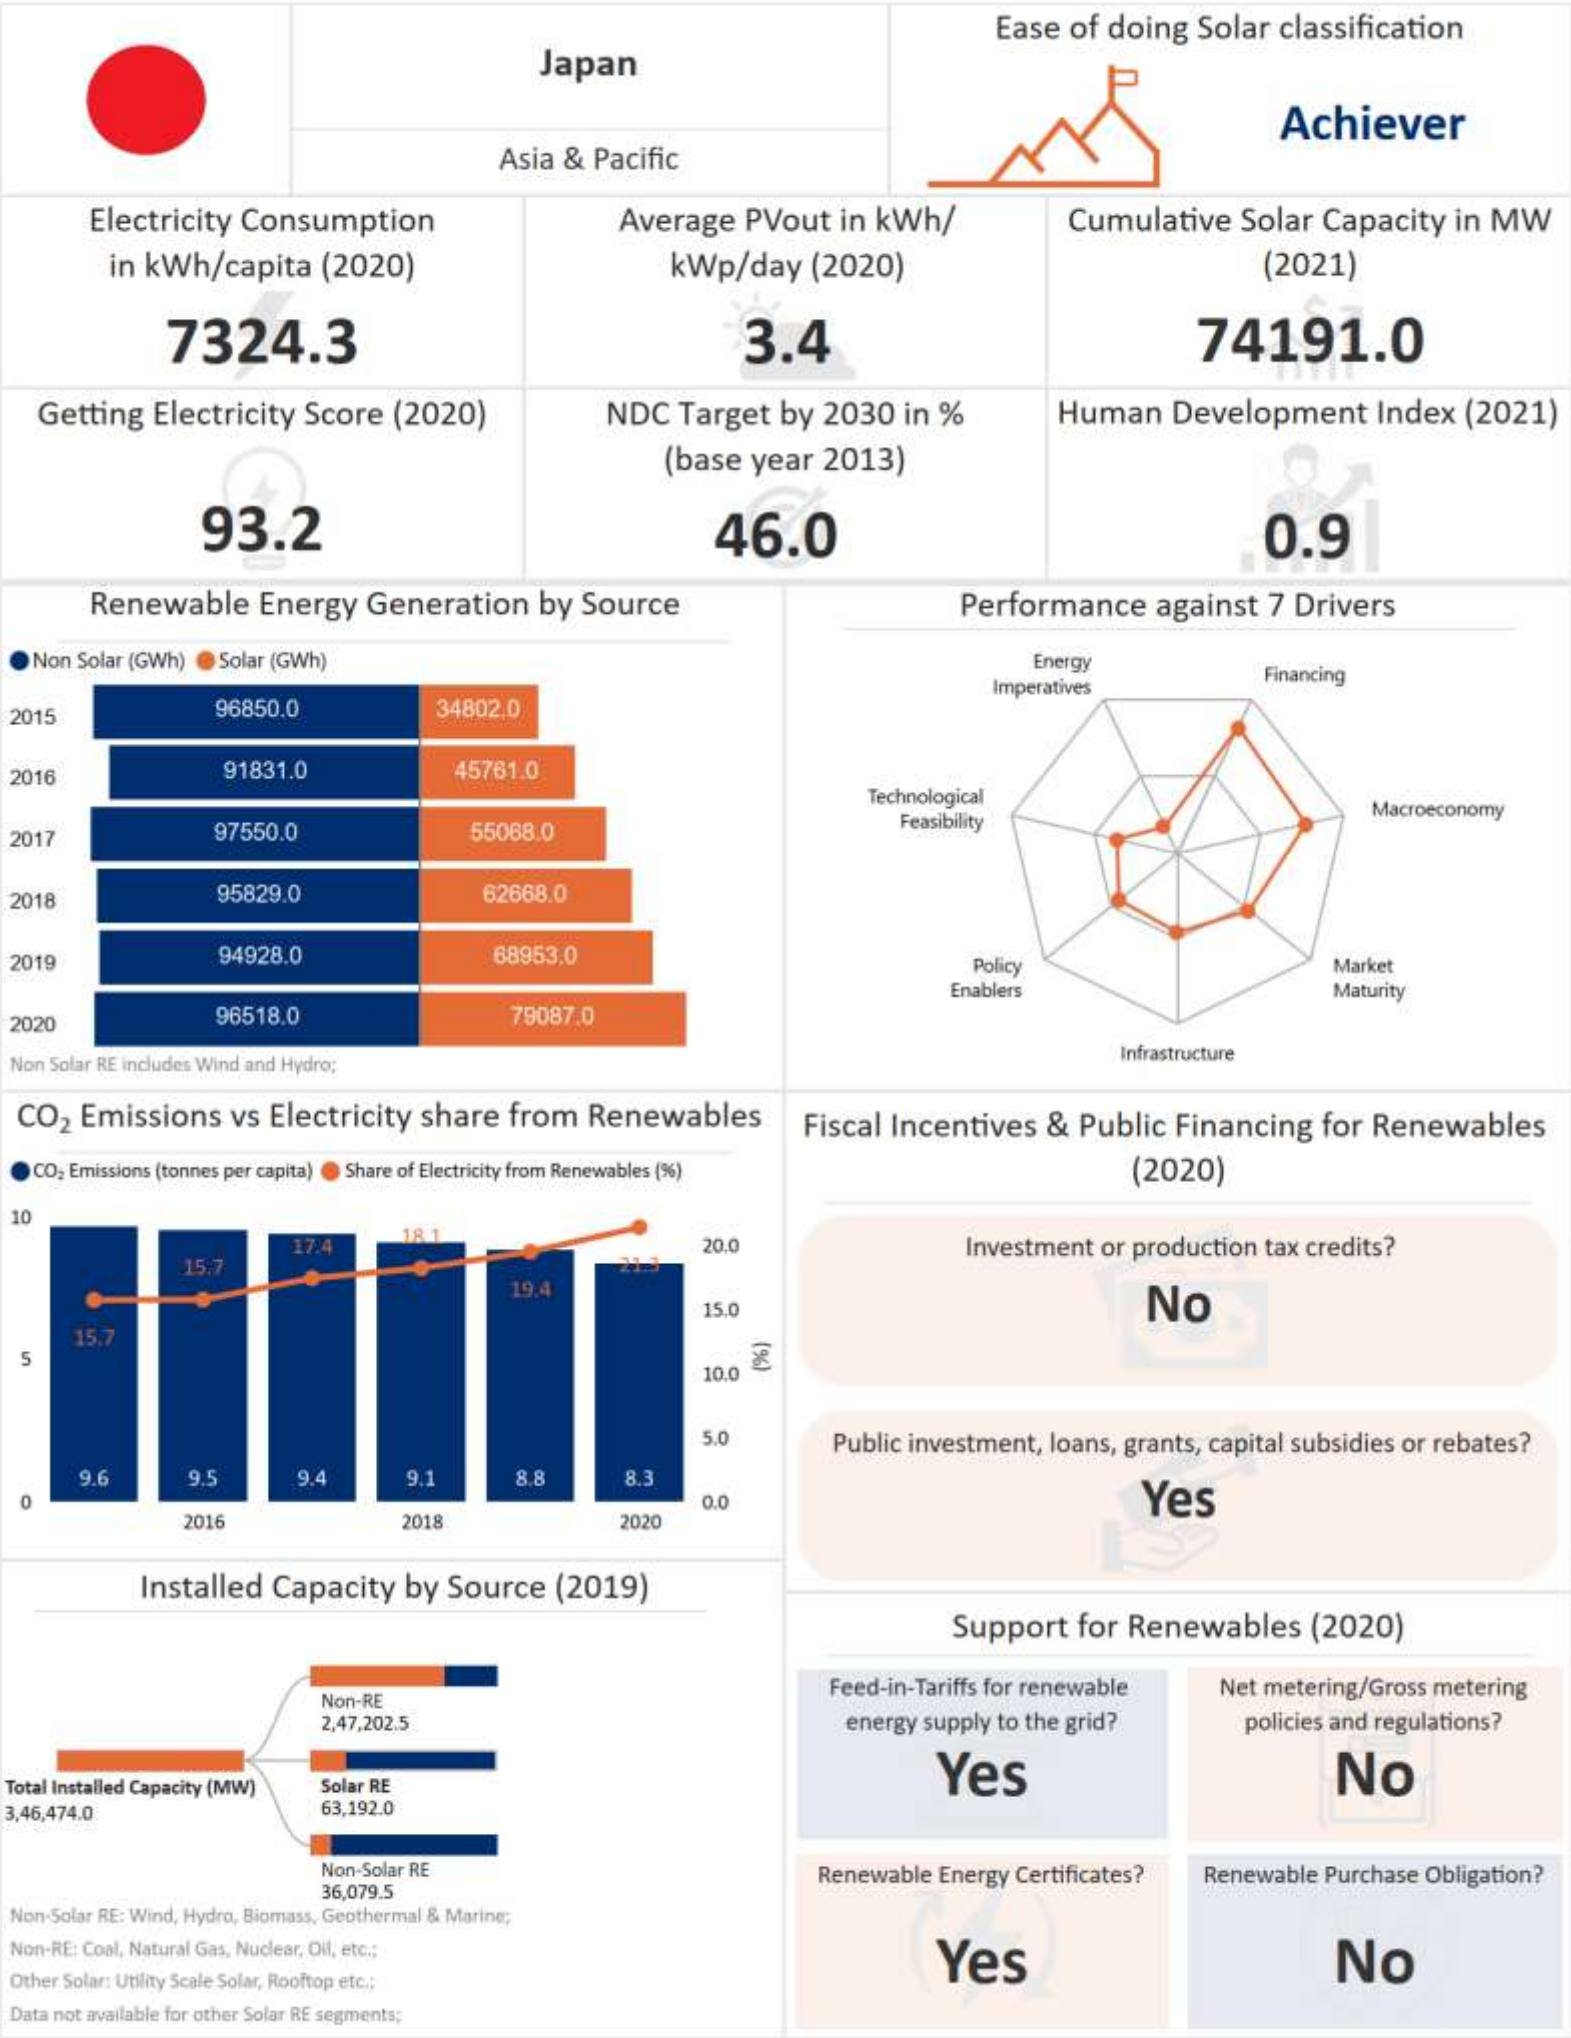 Japan
Asia & Pacific
Ease of doing Solar classification
Achiever
Electricity Consumption
in kWh/capita (2020)
7324.3
Average PVout in kWh/
kWp/day (2020)
3.4
Cumulative Solar Capacity in MW
(2021)
74191.0
Getting Electricity Score (2020)
93.2
NDC Target by 2030 in %
(base year 2013)
46.0
Human Development Index (2021)
0.9
Renewable Energy Generation by Source
Non Solar (GWh) Solar (GWh)
2015 96850.0 34802.0
2016 91831.0 45761.0
2017 97550.0 55068.0
2018 95829.0 62668.0
2019 94928.0 68953.0
2020 96518.0 79087.0
Non Solar RE includes Wind and Hydro;
Performance against 7 Drivers
Energy
Imperatives
Financing
Technological
Feasibility
Macroeconomy
Policy
Enablers
Market
Maturity
Infrastructure
CO₂ Emissions vs Electricity share from Renewables
CO₂ Emissions (tonnes per capita) Share of Electricity from Renewables (%)
10
5
0
15.7
15.7
17.4
18.1
19.4
21.3
20.0
15.0
10.0
5.0
0.0
(%)
9.6 9.5 9.4 9.1 8.8 8.3
2016 2018 2020
Fiscal Incentives & Public Financing for Renewables
(2020)
Investment or production tax credits?
No
Public investment, loans, grants, capital subsidies or rebates?
Yes
Installed Capacity by Source (2019)
Total Installed Capacity (MW)
3,46,474.0
Non-RE
2,47,202.5
Solar RE
63,192.0
Non-Solar RE
36,079.5
Non-Solar RE: Wind, Hydro, Biomass, Geothermal & Marine;
Non-RE: Coal, Natural Gas, Nuclear, Oil, etc.;
Other Solar: Utility Scale Solar, Rooftop etc.;
Data not available for other Solar RE segments;
Support for Renewables (2020)
Feed-in-Tariffs for renewable
energy supply to the grid?
Yes
Net metering/Gross metering
policies and regulations?
No
Renewable Energy Certificates?
Yes
Renewable Purchase Obligation?
No